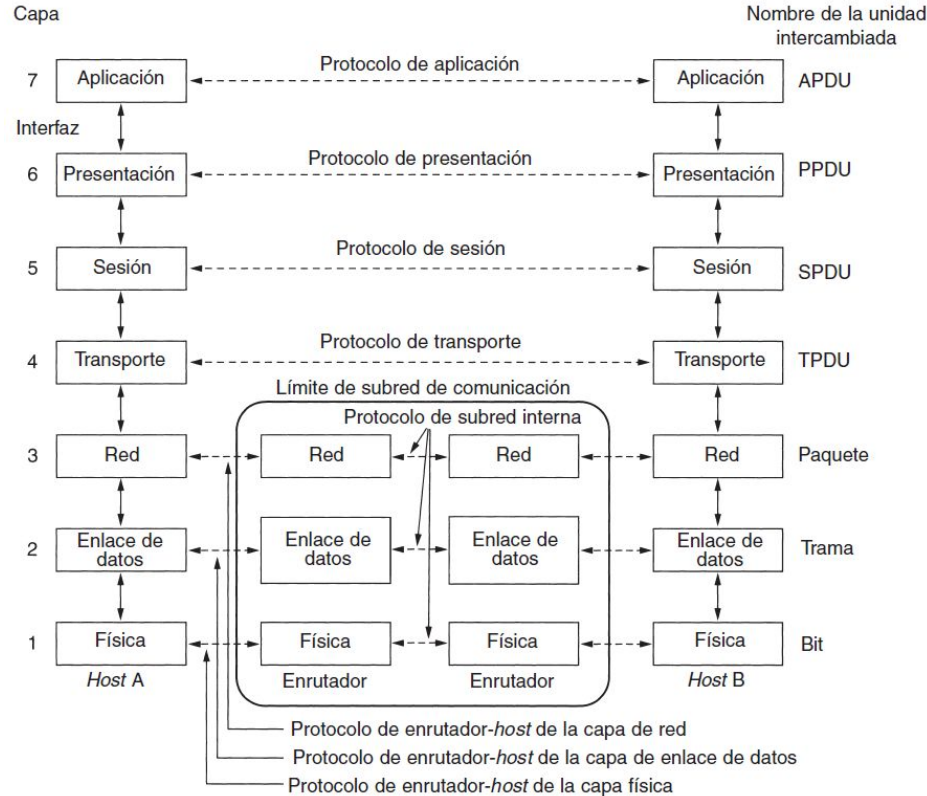 Capa
Nombre de la unidad
intercambiada
Protocolo de aplicación
7 Aplicación Aplicación APDU
Interfaz
Protocolo de presentación
6 Presentación Presentación PPDU
Protocolo de sesión
5 Sesión Sesión SPDU
Protocolo de transporte
4 Transporte Transporte TPDU
Límite de subred de comunicación
Protocolo de subred interna
3 Red Red Red Red Paquete
2 Enlace de datos Enlace de datos Enlace de datos Enlace de datos Trama
1 Física Física Física Física Bit
Host A Enrutador Enrutador Host B
Protocolo de enrutador-host de la capa de red
Protocolo de enrutador-host de la capa de enlace de datos
Protocolo de enrutador-host de la capa física